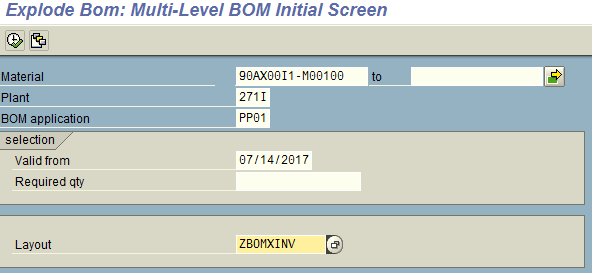 Explode Bom: Multi-Level BOM Initial Screen
Material 90AX00I1-M00100 to
Plant 271I
BOM application PP01
selection
Valid from 07/14/2017
Required qty
Layout ZBOMXINV